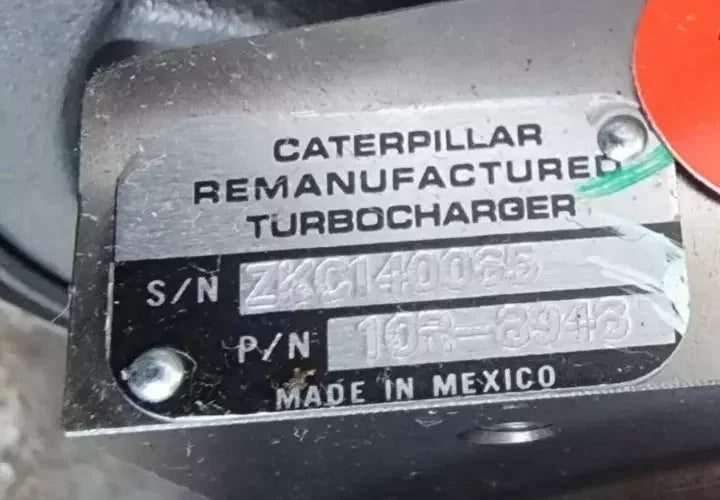 CATERPILLAR
REMANUFACTURED
TURBOCHARGER
S/N ZKC140065
P/N 10R-8943
MADE IN MEXICO